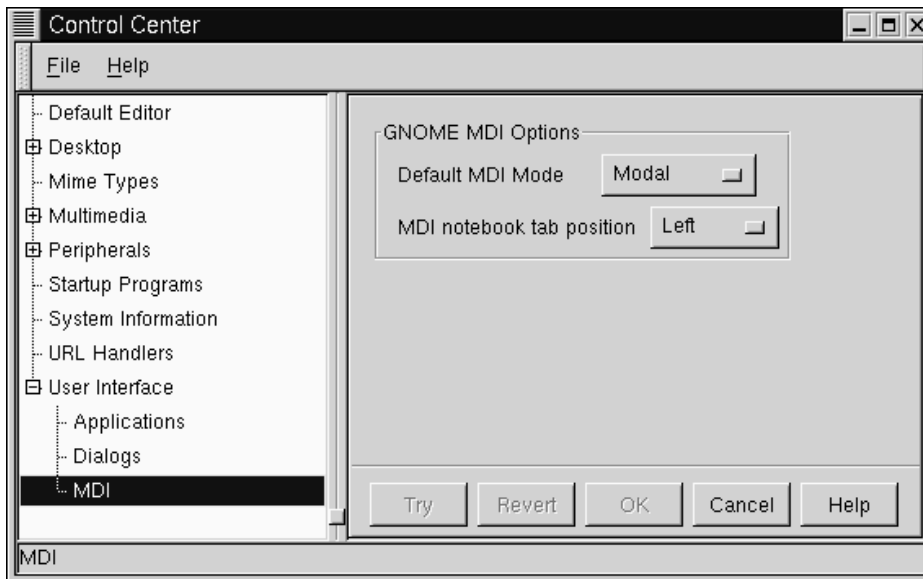 Control Center
File Help
Default Editor
Desktop
Mime Types
Multimedia
Peripherals
Startup Programs
System Information
URL Handlers
User Interface
Applications
Dialogs
MDI
GNOME MDI Options
Default MDI Mode Modal
MDI notebook tab position Left
Try Revert OK Cancel Help
MDI